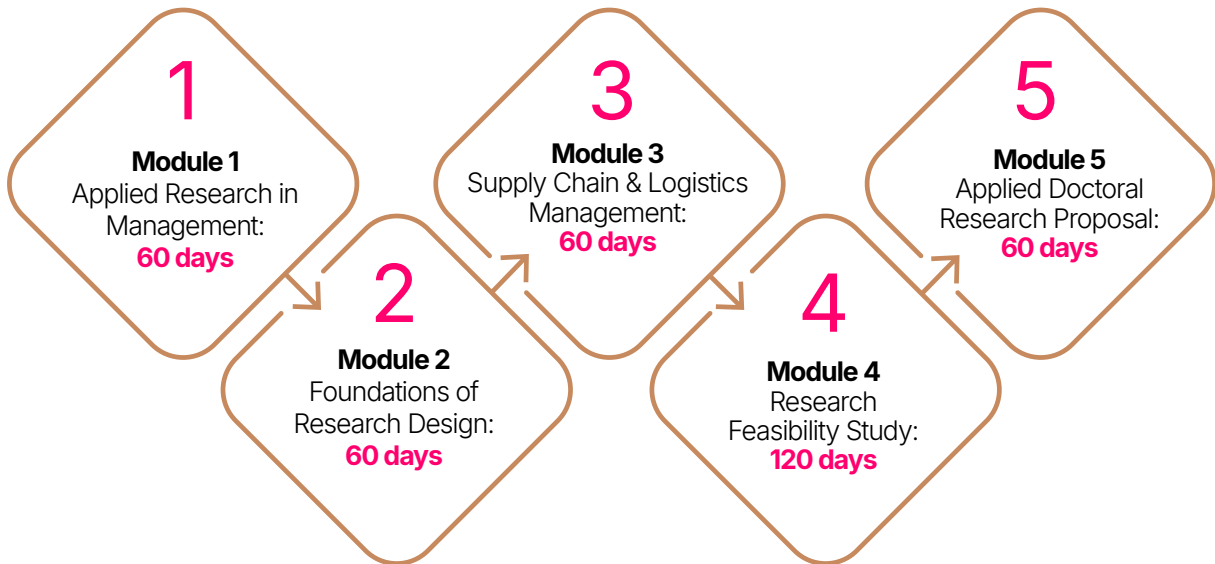 1
Module 1
Applied Research in
Management:
60 days
2
Module 2
Foundations of
Research Design:
60 days
3
Module 3
Supply Chain & Logistics
Management:
60 days
4
Module 4
Research
Feasibility Study:
120 days
5
Module 5
Applied Doctoral
Research Proposal:
60 days